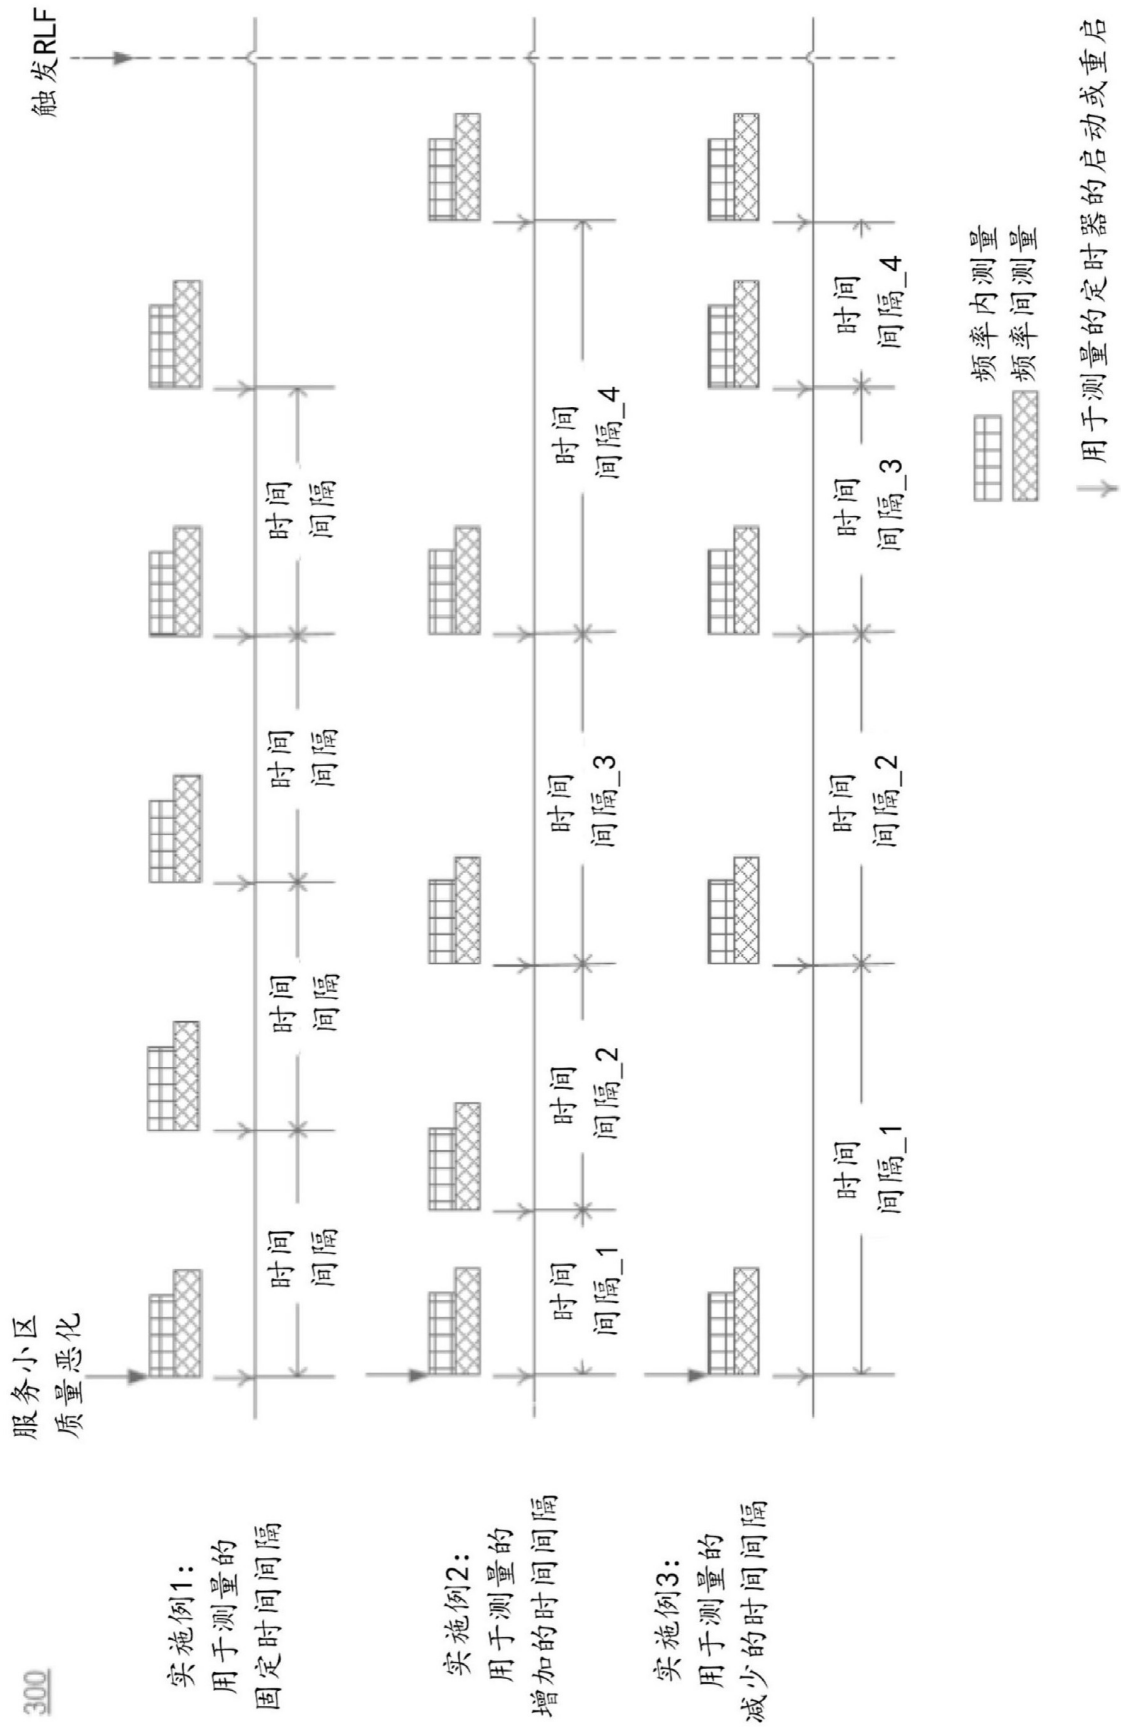 300
服务小区
质量恶化
触发RLF
实施例1：
用于测量的
固定时间间隔
时间
间隔
时间
间隔
时间
间隔
时间
间隔
实施例2：
用于测量的
增加的时间间隔
时间
间隔_1
时间
间隔_2
时间
间隔_3
时间
间隔_4
实施例3：
用于测量的
减少的时间间隔
时间
间隔_1
时间
间隔_2
时间
间隔_3
时间
间隔_4
频率内测量
频率间测量
用于测量的定时器的启动或重启